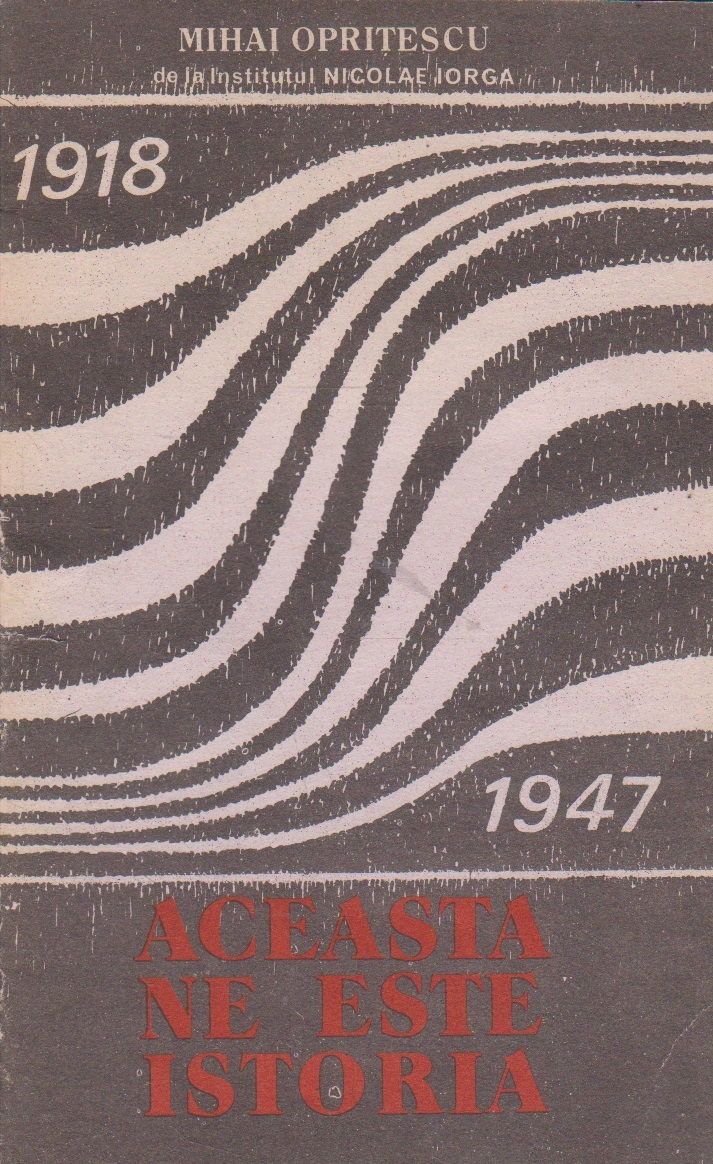 MIHAI OPRIȚESCU
de la Institutul NICOLAE IORGA
1918
1947
ACEASTA
NE ESTE
ISTORIA